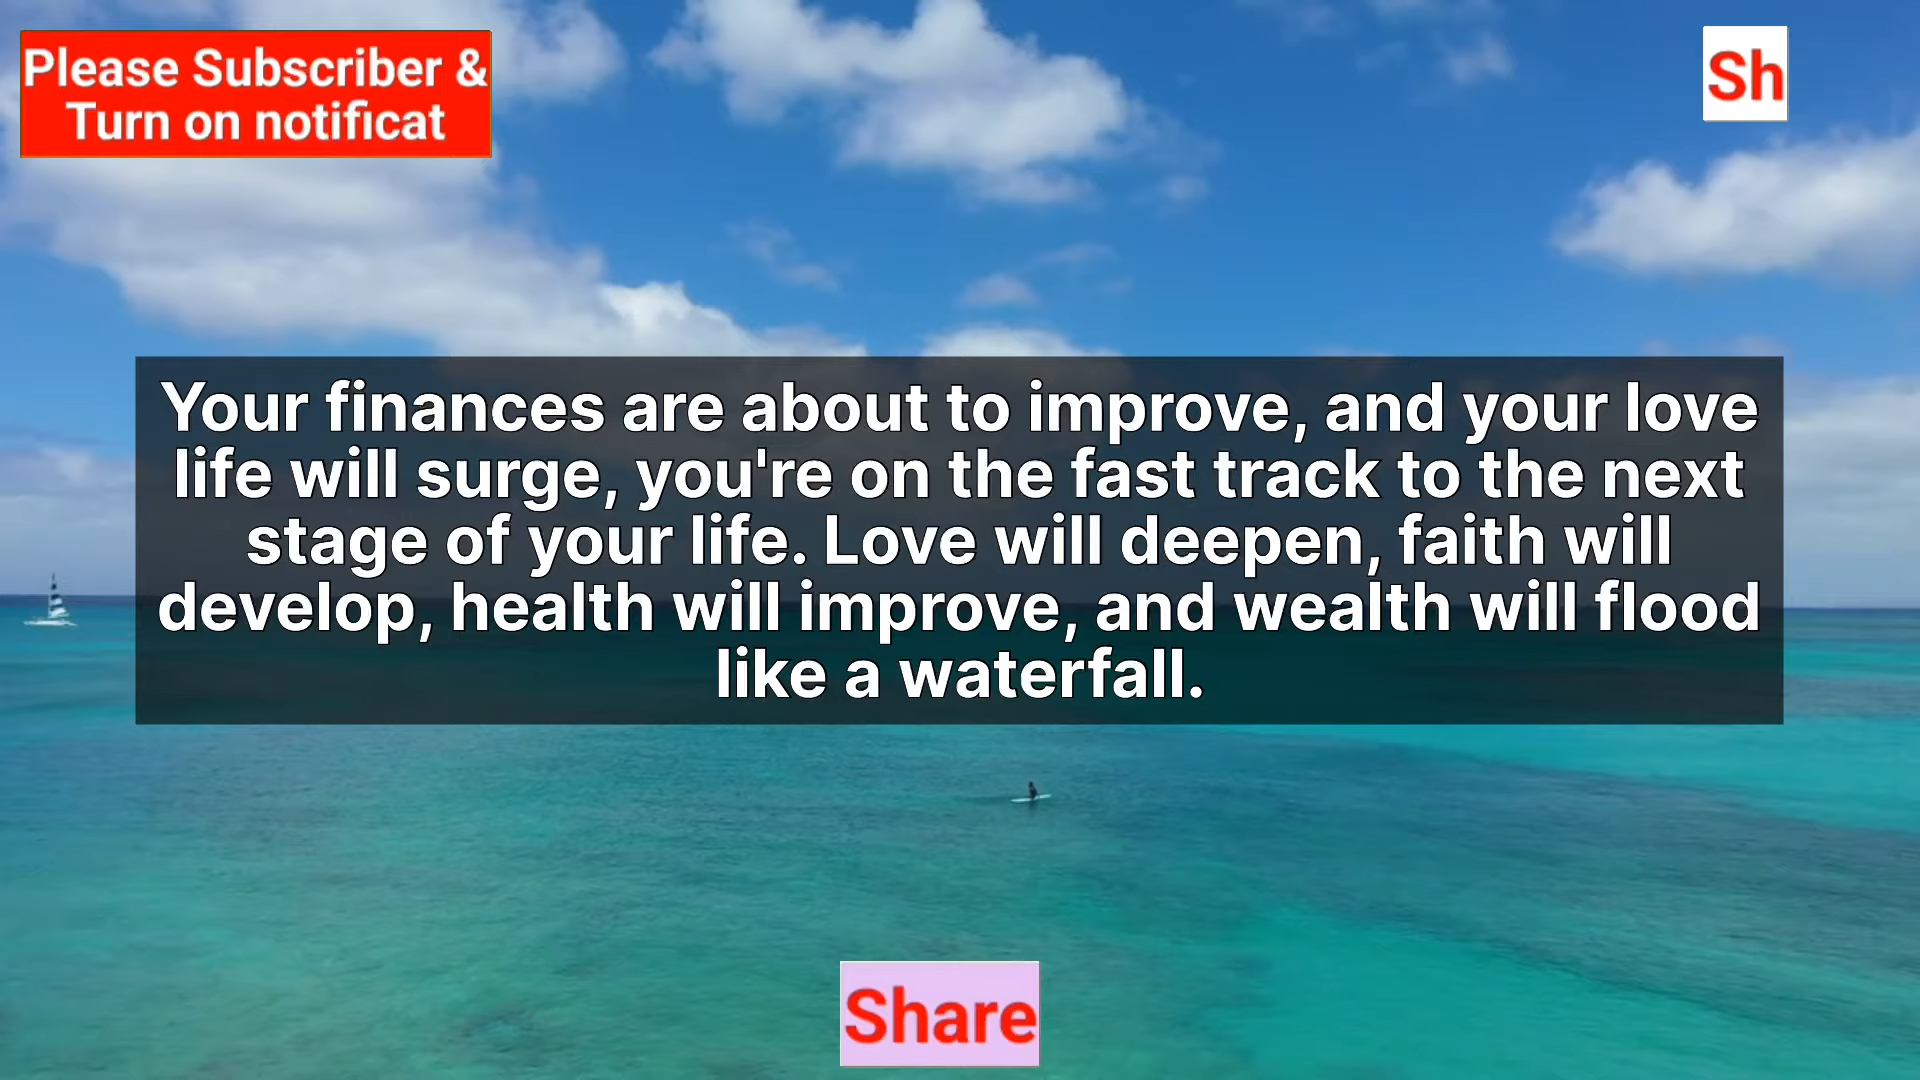 Please Subscriber &
Turn on notificat
Sh
Your finances are about to improve, and your love
life will surge, you're on the fast track to the next
stage of your life. Love will deepen, faith will
develop, health will improve, and wealth will flood
like a waterfall.
Share